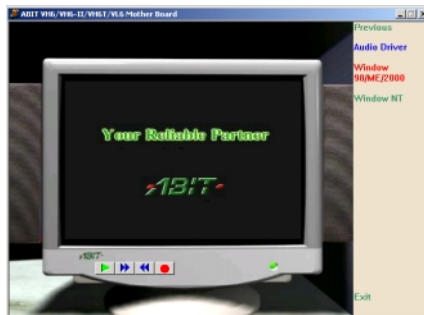 ABIT VH6/VH6-II/VH6T/VL6 Mother Board
Previous
Audio Driver
Window
98/ME/2000
Window NT
Your Reliable Partner
ABIT
ABIT
Exit